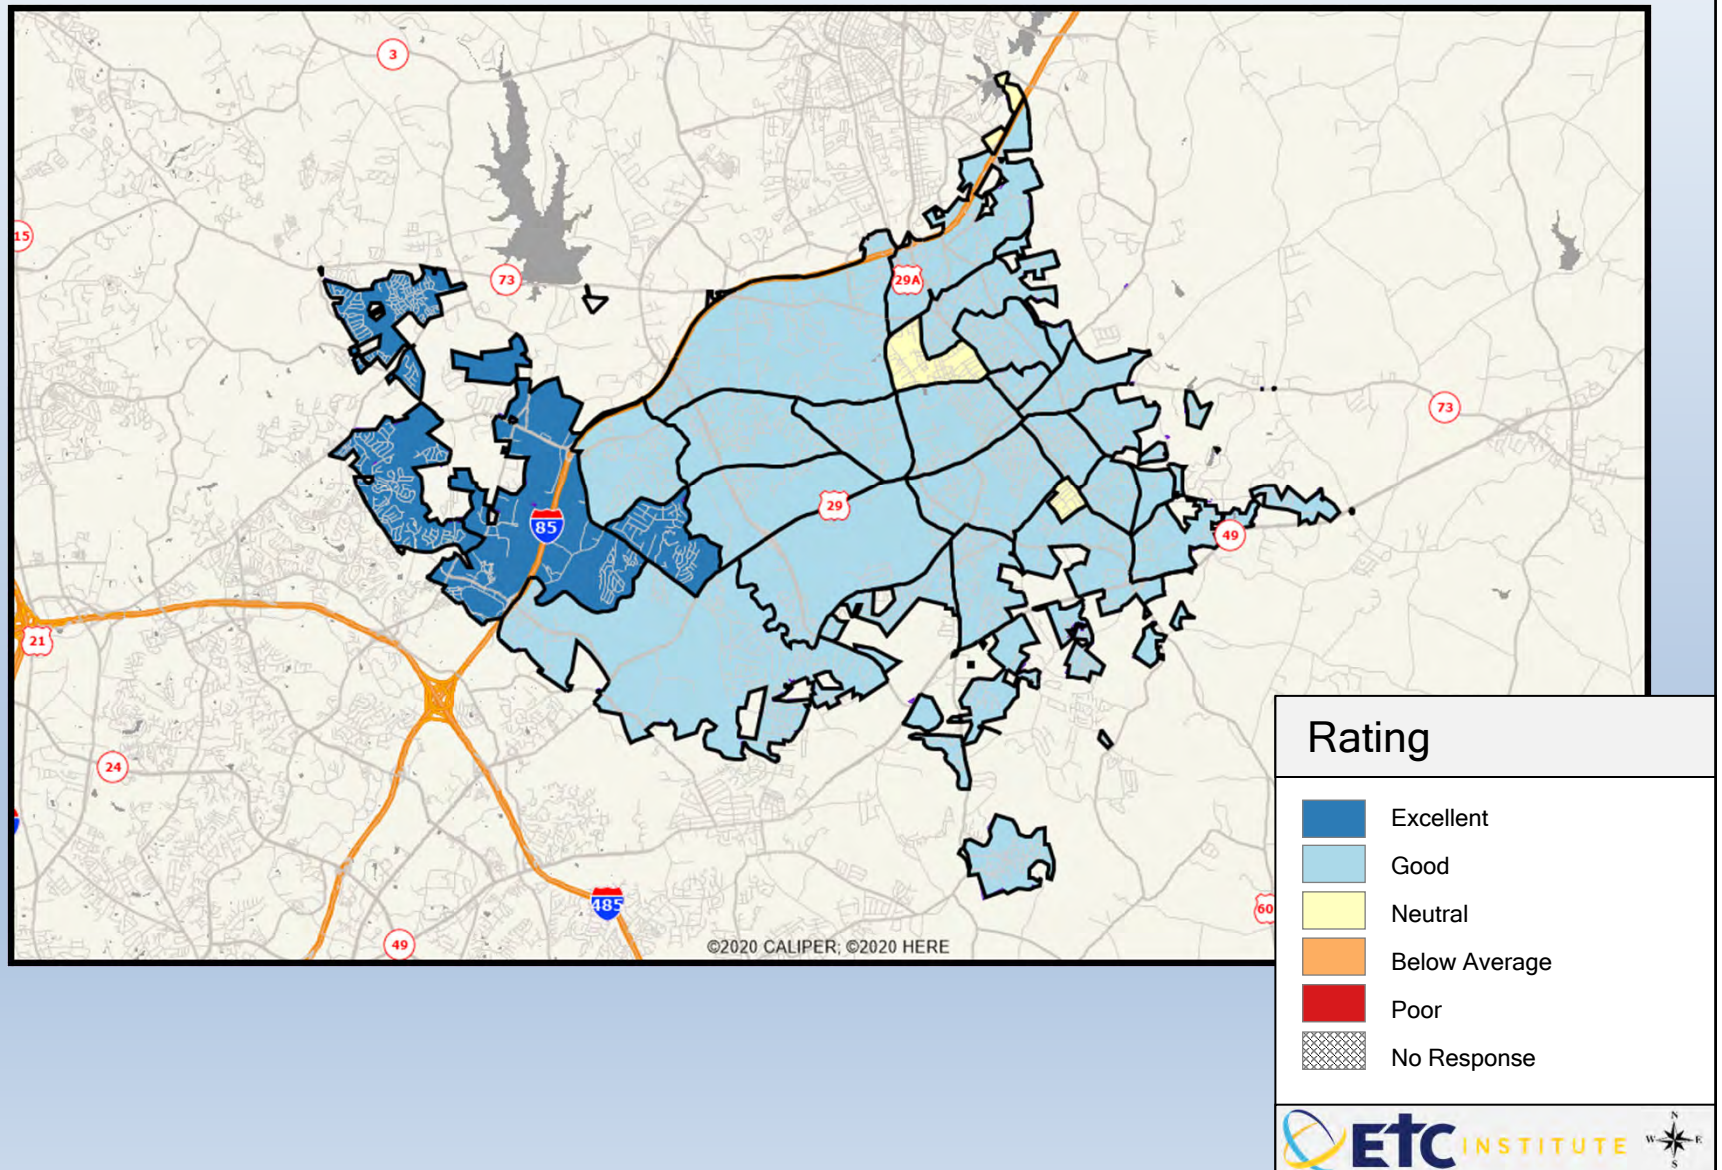 3
15
73
29A
73
29
85
49
21
24
485
60
49
©2020 CALIPER; ©2020 HERE
Rating
Excellent
Good
Neutral
Below Average
Poor
No Response
N
W E
S
ETC INSTITUTE